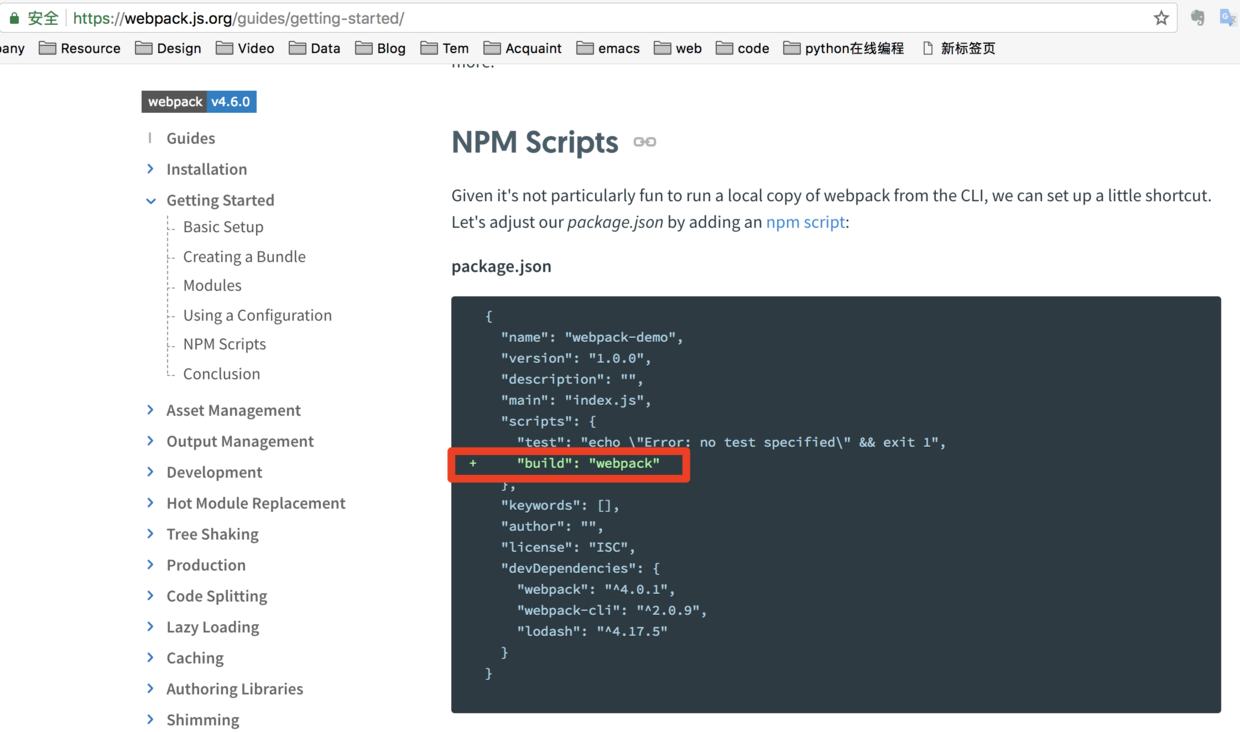 安全 https://webpack.js.org/guides/getting-started/
any Resource Design Video Data Blog Tem Acquaint emacs web code python在线编程 新标签页
more.
webpack v4.6.0
Guides
Installation
Getting Started
Basic Setup
Creating a Bundle
Modules
Using a Configuration
NPM Scripts
Conclusion
Asset Management
Output Management
Development
Hot Module Replacement
Tree Shaking
Production
Code Splitting
Lazy Loading
Caching
Authoring Libraries
Shimming
NPM Scripts
Given it's not particularly fun to run a local copy of webpack from the CLI, we can set up a little shortcut.
Let's adjust our package.json by adding an npm script:
package.json
{
"name": "webpack-demo",
"version": "1.0.0",
"description": "",
"main": "index.js",
"scripts": {
"test": "echo \"Error: no test specified\" && exit 1",
+ "build": "webpack"
},
"keywords": [],
"author": "",
"license": "ISC",
"devDependencies": {
"webpack": "^4.0.1",
"webpack-cli": "^2.0.9",
"lodash": "^4.17.5"
}
}